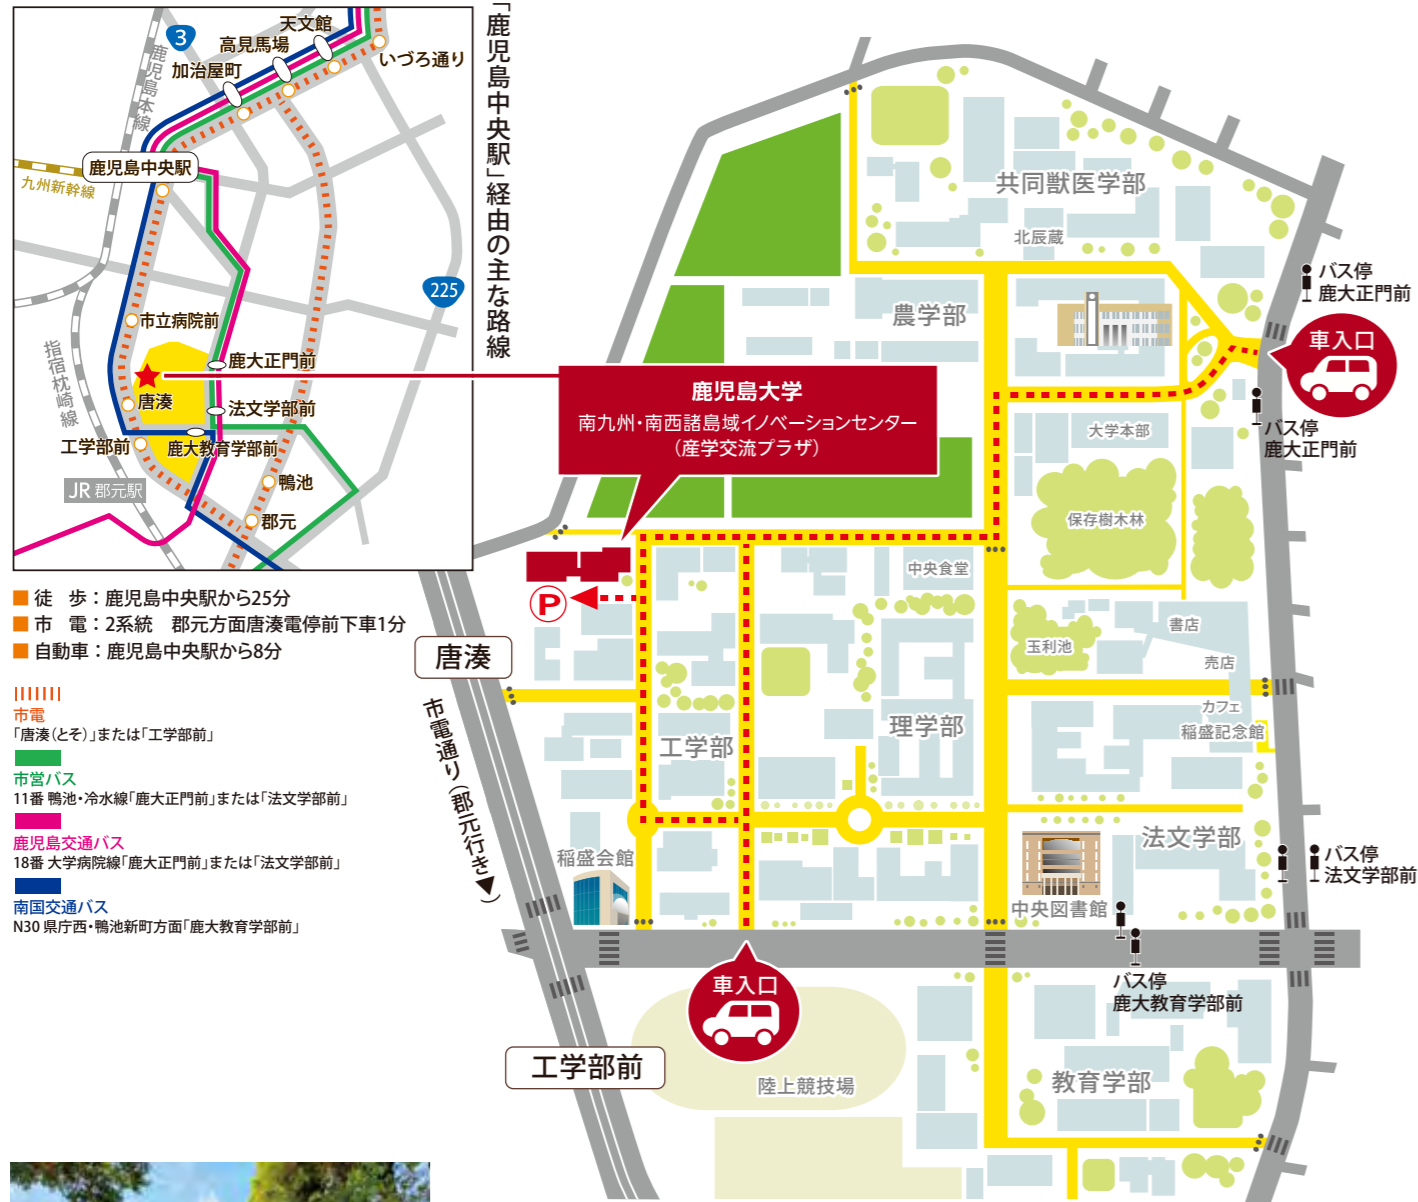 「鹿児島中央駅」経由の主な路線
3
天文館
高見馬場
いづろ通り
加治屋町
鹿児島本線
鹿児島中央駅
九州新幹線
225
市立病院前
鹿大正門前
指宿枕崎線
唐湊
法文学部前
工学部前
鹿大教育学部前
JR 郡元駅
鴨池
郡元
■ 徒　歩：鹿児島中央駅から25分
■ 市　電：2系統　郡元方面唐湊電停前下車1分
■ 自動車：鹿児島中央駅から8分
市電
「唐湊（とそ）」または「工学部前」
市営バス
11番 鴨池・冷水線「鹿大正門前」または「法文学部前」
鹿児島交通バス
18番 大学病院線「鹿大正門前」または「法文学部前」
南国交通バス
N30 県庁西・鴨池新町方面「鹿大教育学部前」
共同獣医学部
北辰蔵
農学部
バス停
鹿大正門前
車入口
バス停
鹿大正門前
鹿児島大学
南九州・南西諸島域イノベーションセンター
（産学交流プラザ）
大学本部
保存樹木林
中央食堂
P
書店
玉利池
売店
唐湊
カフェ
稲盛記念館
理学部
工学部
市電通り（郡元行き▼）
法文学部
稲盛会館
バス停
法文学部前
中央図書館
車入口
バス停
鹿大教育学部前
工学部前
陸上競技場
教育学部